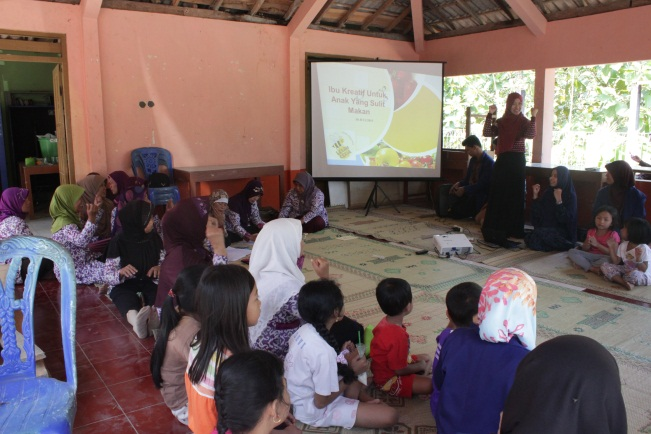 Ibu Kreatif Untuk
Anak Yang Sulit
Makan